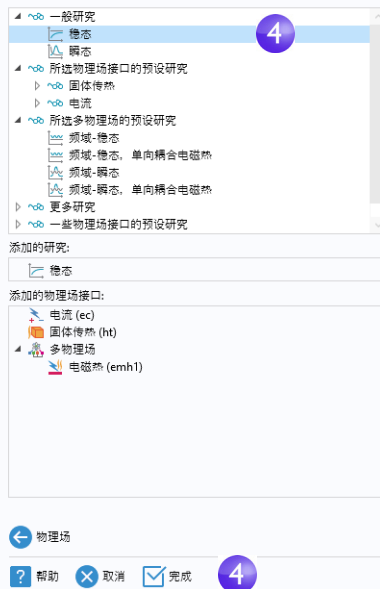 一般研究
稳态
4
瞬态
所选物理场接口的预设研究
固体传热
电流
所选多物理场的预设研究
频域-稳态
频域-稳态，单向耦合电磁热
频域-瞬态
频域-瞬态，单向耦合电磁热
更多研究
一些物理场接口的预设研究
添加的研究:
稳态
添加的物理场接口:
电流 (ec)
固体传热 (ht)
多物理场
电磁热 (emh1)
物理场
? 帮助 取消 完成 4